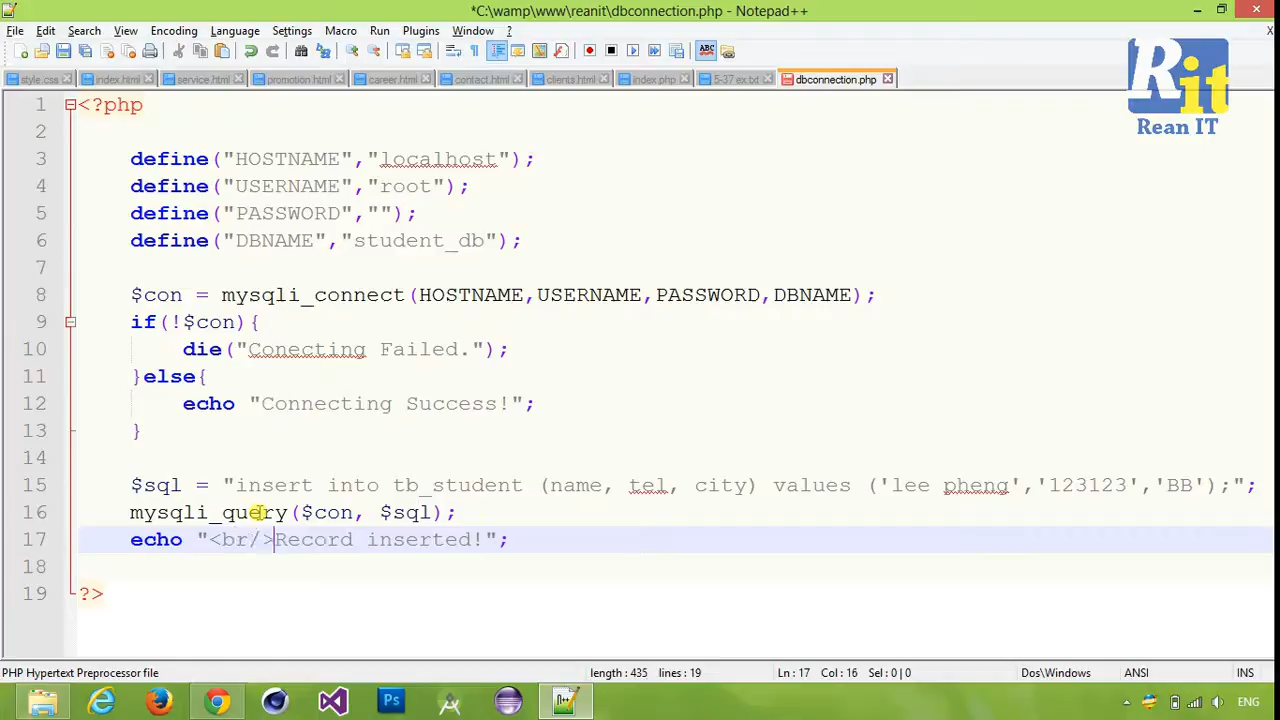 *C:\wamp\www\reanit\dbconnection.php - Notepad++
File Edit Search View Encoding Language Settings Macro Run Plugins Window ?
X
style.css index.html service.html promotion.html career.html contact.html clients.html index.php 5-37 ex.txt dbconnection.php
Rit
Rean IT
1 <?php
2
3 define("HOSTNAME","localhost");
4 define("USERNAME","root");
5 define("PASSWORD","");
6 define("DBNAME","student_db");
7
8 $con = mysqli_connect(HOSTNAME,USERNAME,PASSWORD,DBNAME);
9 if(!$con){
10 die("Conecting Failed.");
11 }else{
12 echo "Connecting Success!";
13 }
14
15 $sql = "insert into tb_student (name, tel, city) values ('lee pheng','123123','BB');";
16 mysqli_query($con, $sql);
17 echo "<br/>Record inserted!";
18
19 ?>
PHP Hypertext Preprocessor file length : 435 lines : 19 Ln : 17 Col : 16 Sel : 0 | 0 Dos\Windows ANSI INS
Ps ENG